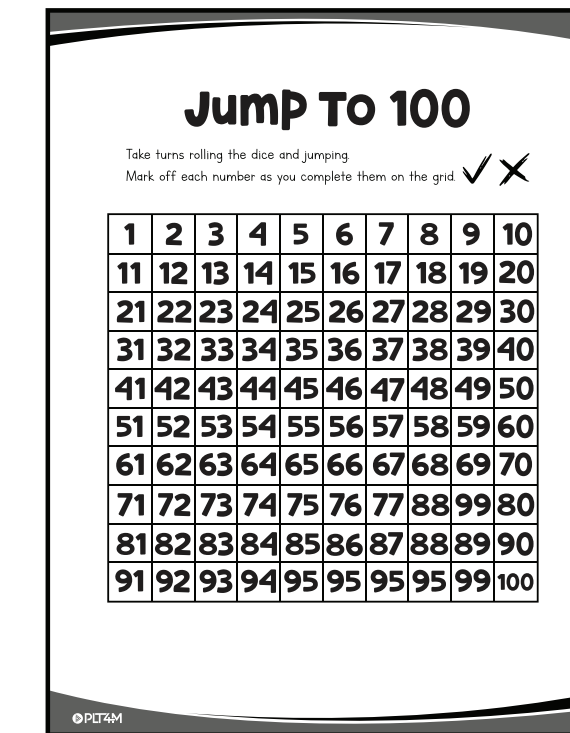 Jump To 100
Take turns rolling the dice and jumping.
Mark off each number as you complete them on the grid.
1 2 3 4 5 6 7 8 9 10
11 12 13 14 15 16 17 18 19 20
21 22 23 24 25 26 27 28 29 30
31 32 33 34 35 36 37 38 39 40
41 42 43 44 45 46 47 48 49 50
51 52 53 54 55 56 57 58 59 60
61 62 63 64 65 66 67 68 69 70
71 72 73 74 75 76 77 88 99 80
81 82 83 84 85 86 87 88 89 90
91 92 93 94 95 95 95 95 99 100
PLT4M